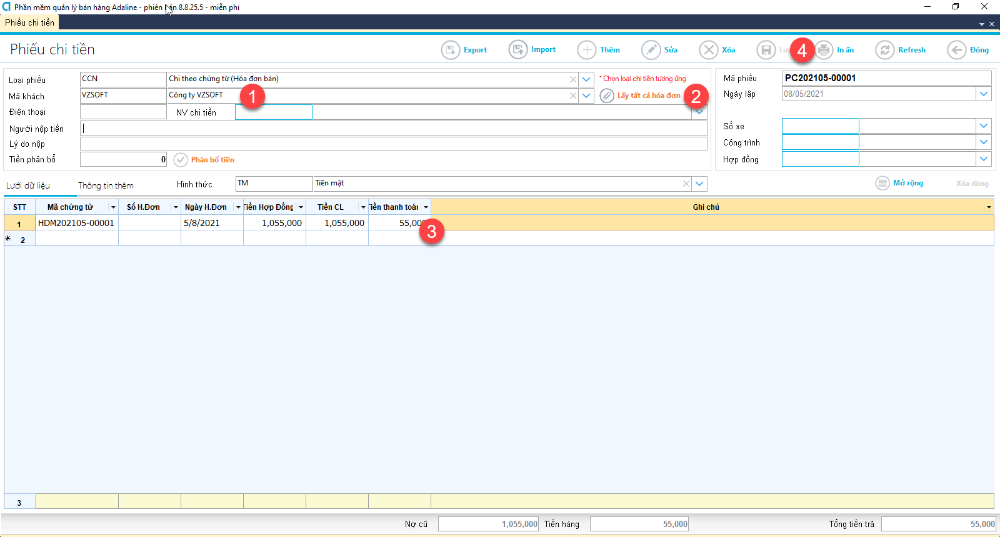 Phần mềm quản lý bán hàng Adaline - phiên bản 8.8.25.5 - miễn phí
Phiếu chi tiền
Phiếu chi tiền
Export
Import
Thêm
Sửa
Xóa
4
In ấn
Refresh
Đóng
Loại phiếu CCN Chi theo chứng từ (Hóa đơn bán) * Chọn loại chi tiền tương ứng
Mã khách VZSOFT Công ty VZSOFT 1 Lấy tất cả hóa đơn 2
Điện thoại NV chi tiền
Người nộp tiền
Lý do nộp
Tiền phân bổ 0 Phân bổ tiền
Mã phiếu PC202105-00001
Ngày lập 08/05/2021
Số xe
Công trình
Hợp đồng
Lưới dữ liệu Thông tin thêm Hình thức TM Tiền mặt Mở rộng Xóa dòng
STT Mã chứng từ Số H.Đơn Ngày H.Đơn Tiền Hợp Đồng Tiền CL Ghi chú
1 HDM202105-00001 5/8/2021 1,055,000 1,055,000 55,000
3
* 2
3
Nợ cũ 1,055,000 Tiền hàng 55,000 Tổng tiền trả 55,000